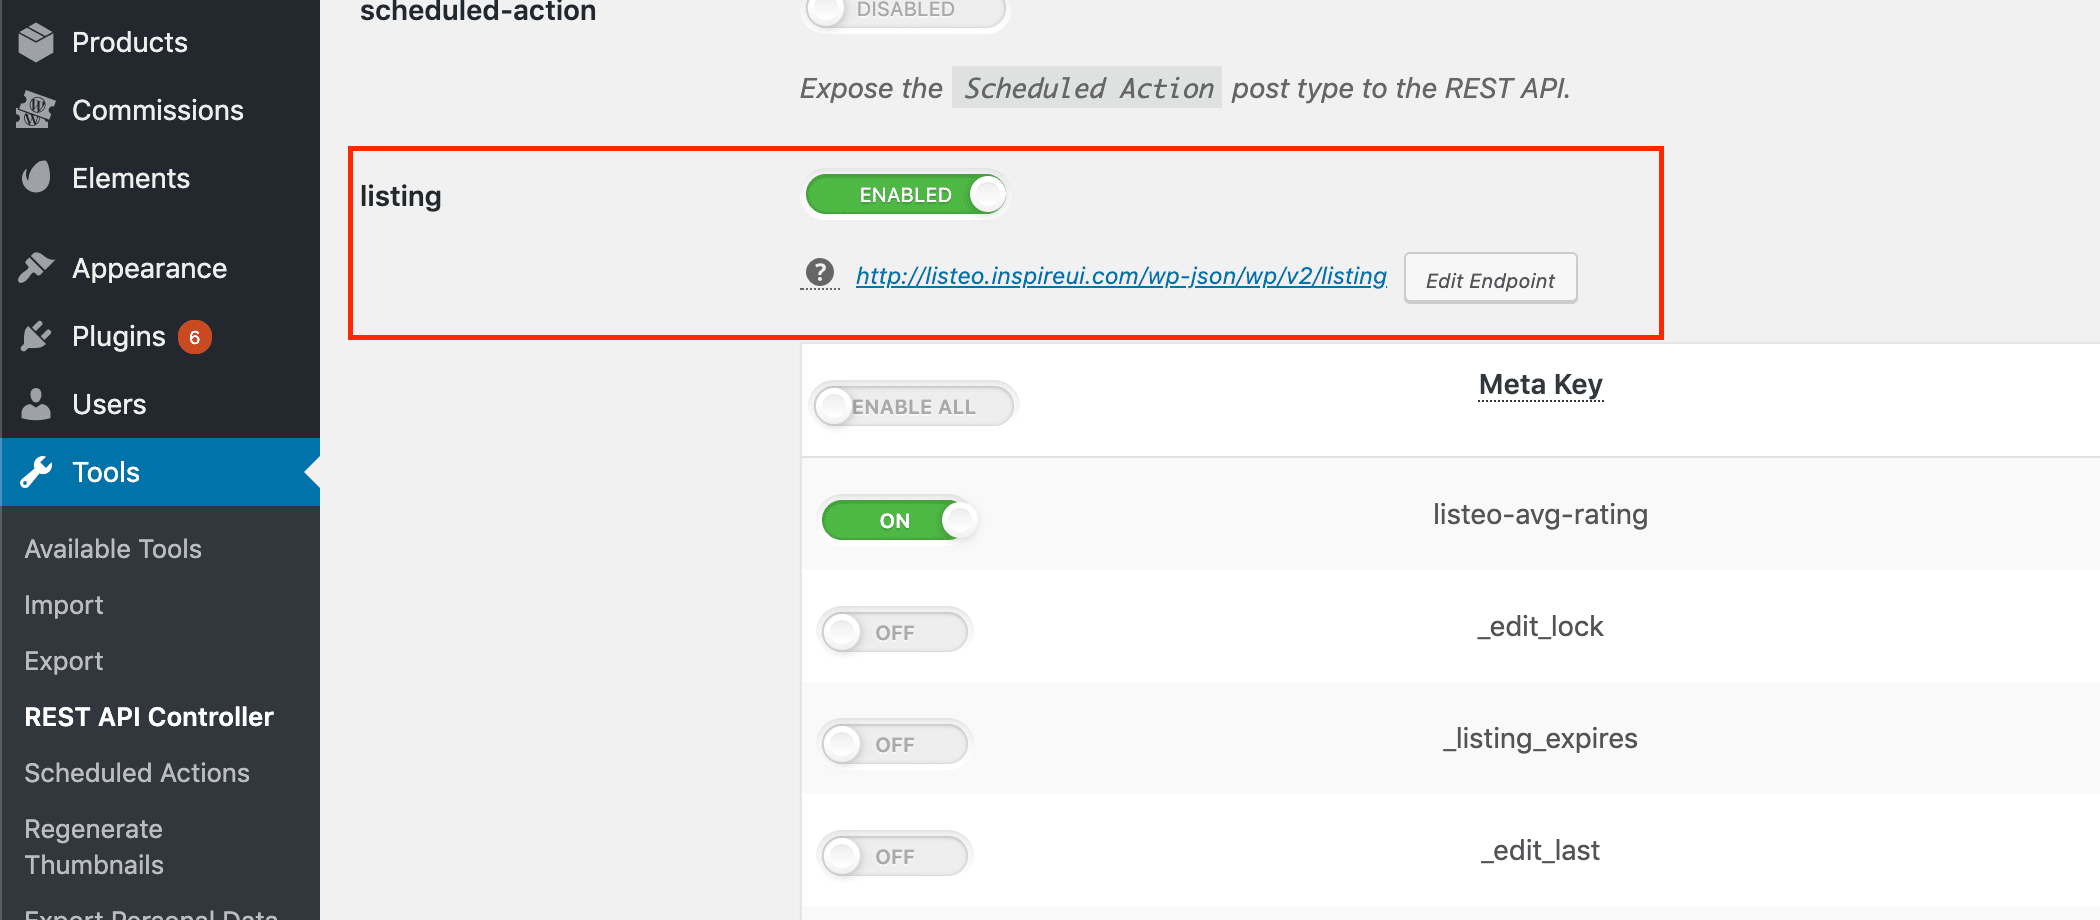 Products
Commissions
Elements
Appearance
Plugins 6
Users
Tools
Available Tools
Import
Export
REST API Controller
Scheduled Actions
Regenerate
Thumbnails
Export Personal Data
scheduled-action
DISABLED
Expose the Scheduled Action post type to the REST API.
listing
ENABLED
? http://listeo.inspireui.com/wp-json/wp/v2/listing Edit Endpoint
ENABLE ALL Meta Key
ON listeo-avg-rating
OFF _edit_lock
OFF _listing_expires
OFF _edit_last